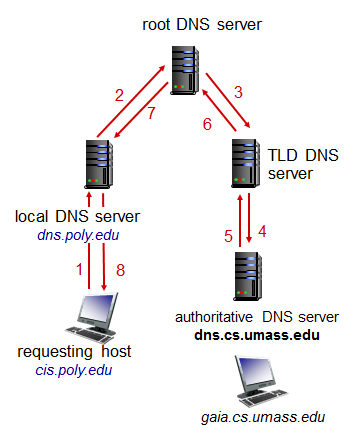 root DNS server
2
3
7
6
TLD DNS
server
local DNS server
dns.poly.edu
5
4
1
8
authoritative DNS server
dns.cs.umass.edu
requesting host
cis.poly.edu
gaia.cs.umass.edu